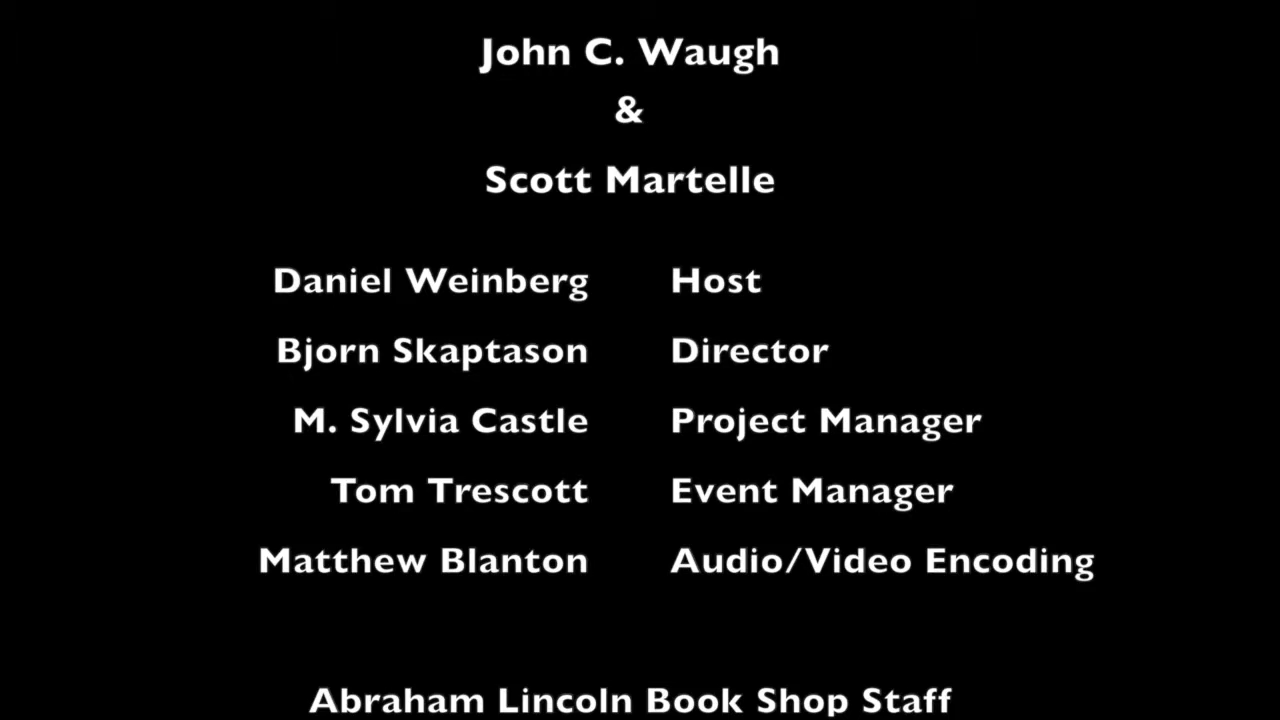 John C. Waugh
&
Scott Martelle
Daniel Weinberg Host
Bjorn Skaptason Director
M. Sylvia Castle Project Manager
Tom Trescott Event Manager
Matthew Blanton Audio/Video Encoding
Abraham Lincoln Book Shop Staff